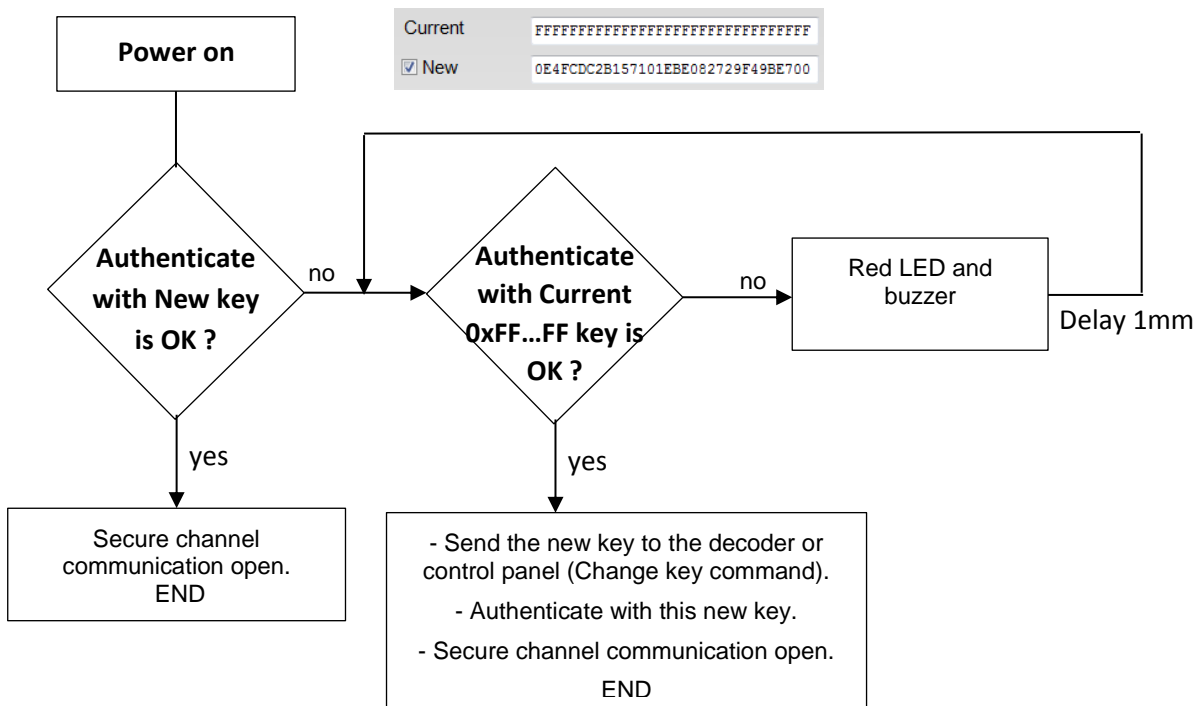 Power on
Current
FFFFFFFFFFFFFFFFFFFFFFFFFFFFFFFF
New
0E4FCDC2B157101EBE082729F49BE700
Authenticate
with New key
is OK ?
no
Authenticate
with Current
0xFF...FF key is
OK ?
no
Red LED and
buzzer
Delay 1mm
yes
Secure channel
communication open.
END
yes
- Send the new key to the decoder or
control panel (Change key command).
- Authenticate with this new key.
- Secure channel communication open.
END